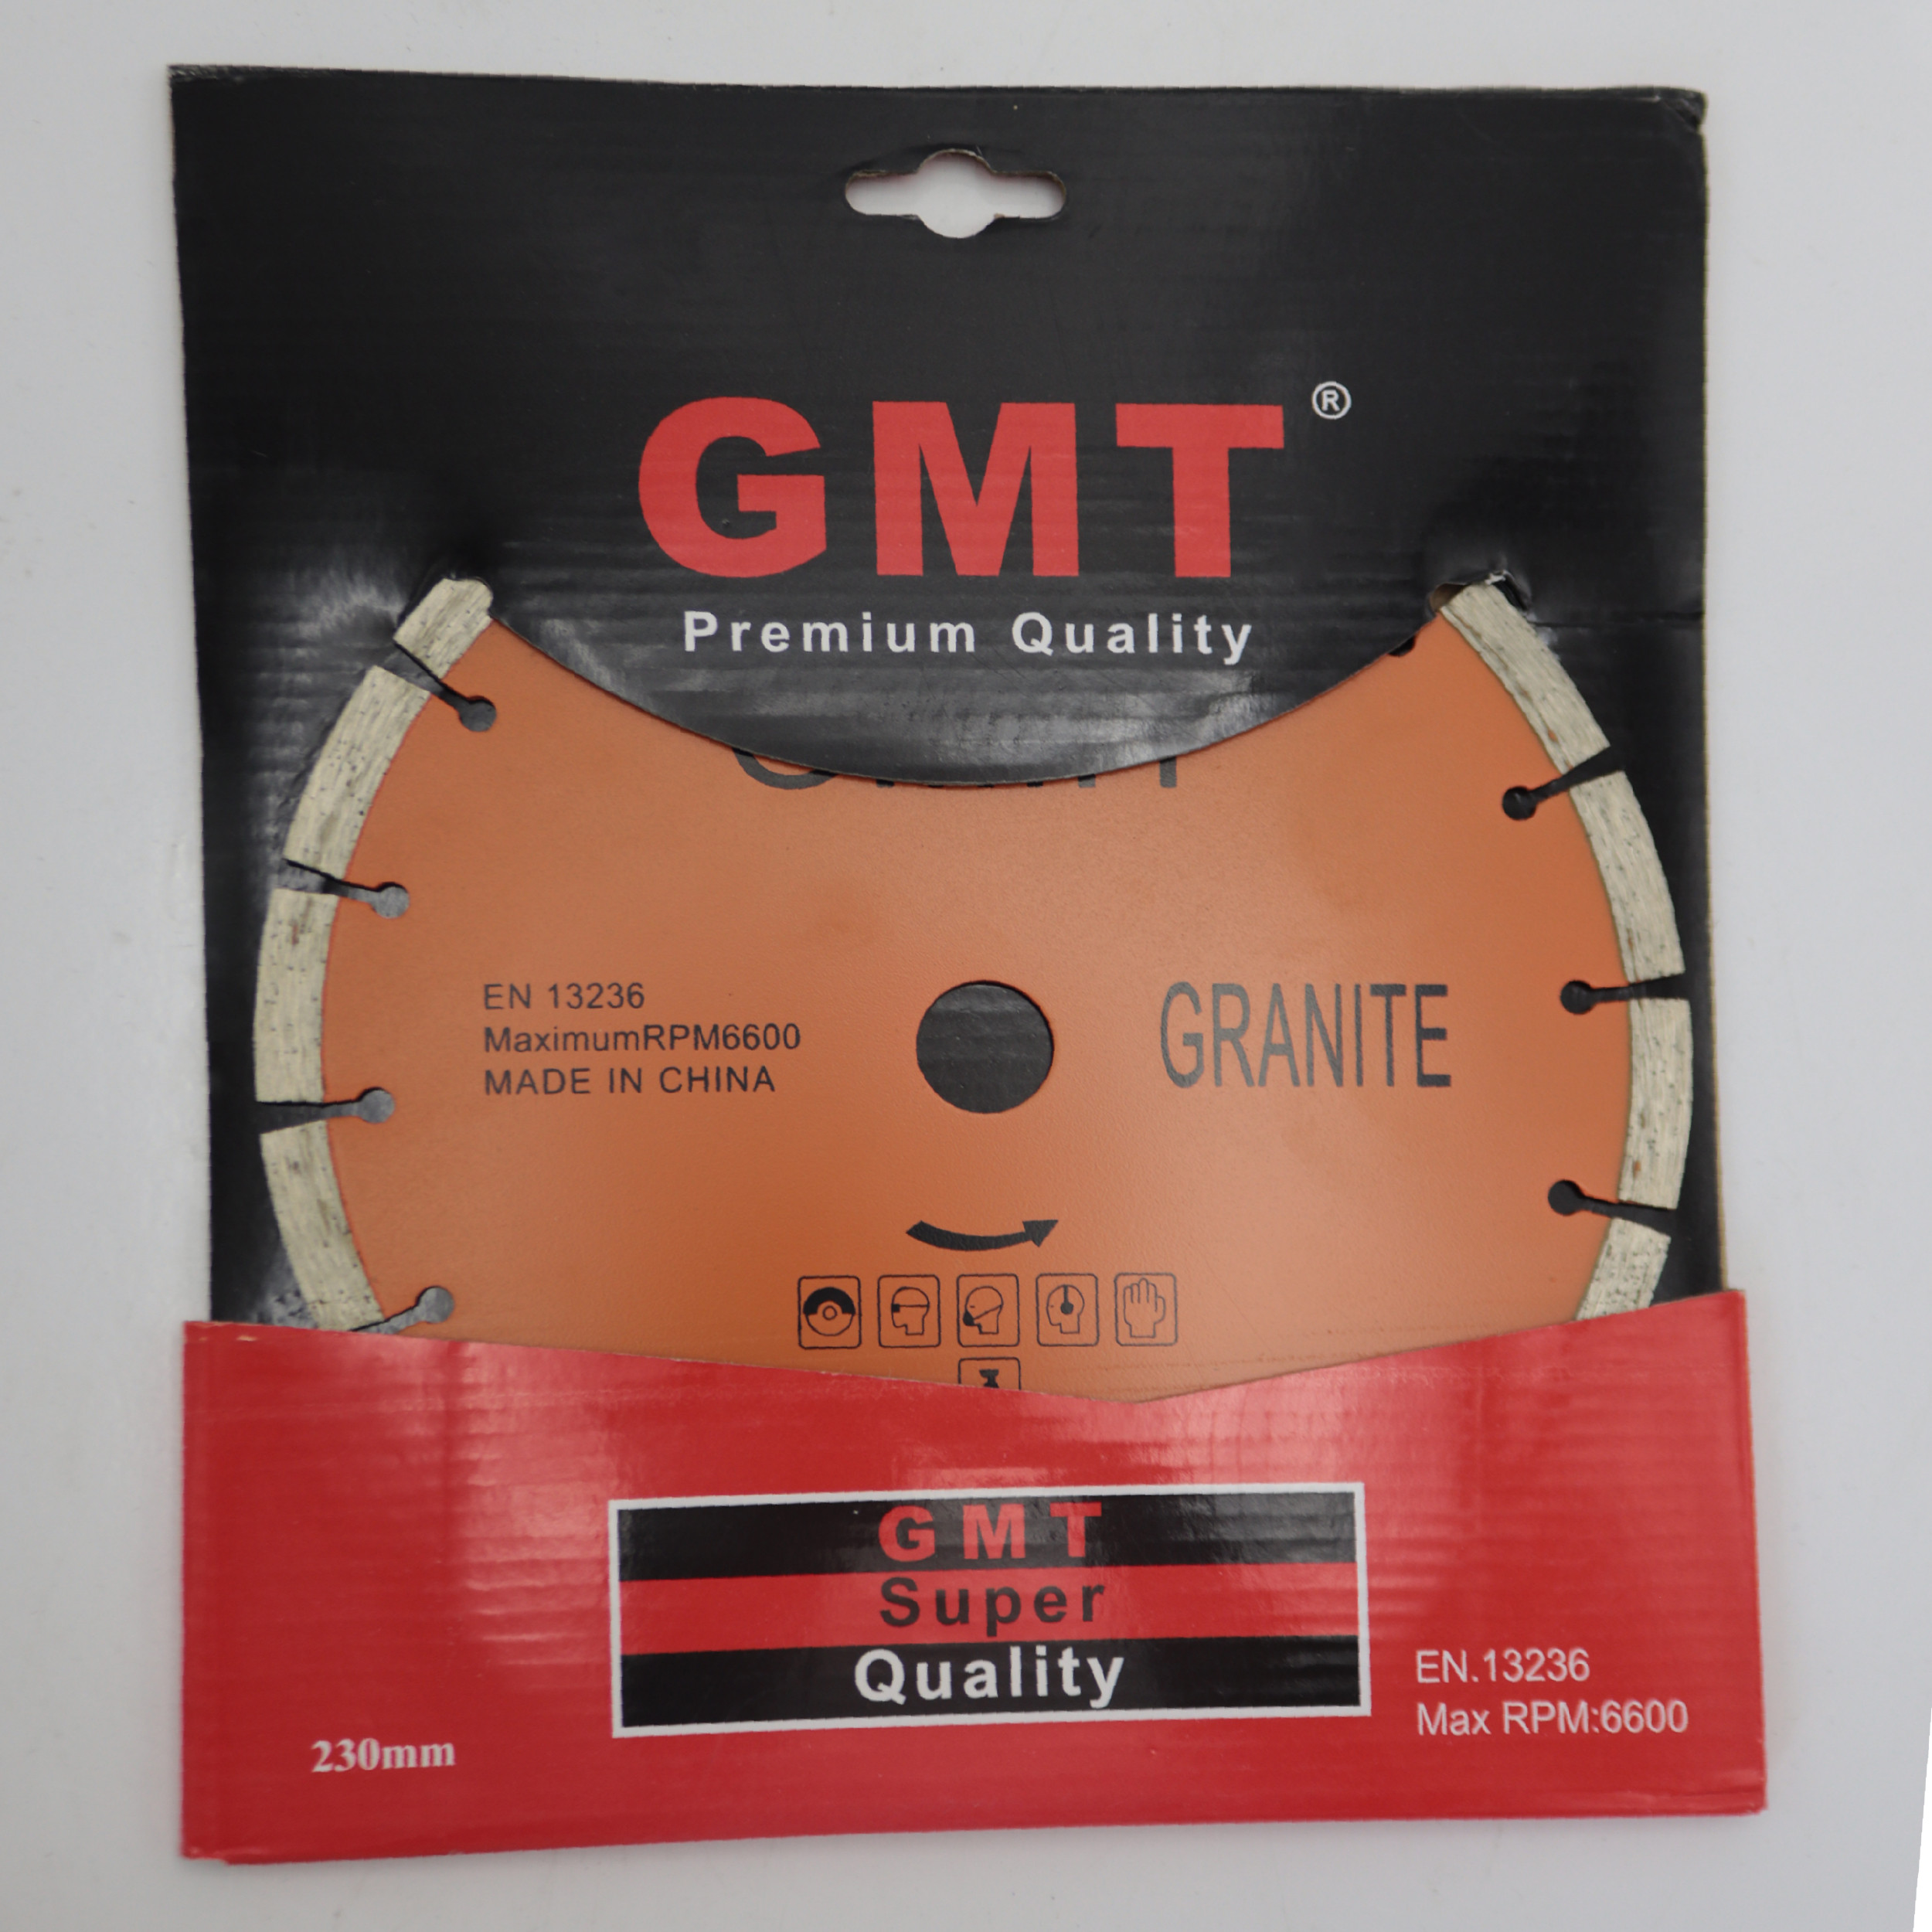 GMT®
Premium Quality
EN 13236
MaximumRPM6600
MADE IN CHINA
GRANITE
GMT
Super
Quality
EN.13236
Max RPM:6600
230mm